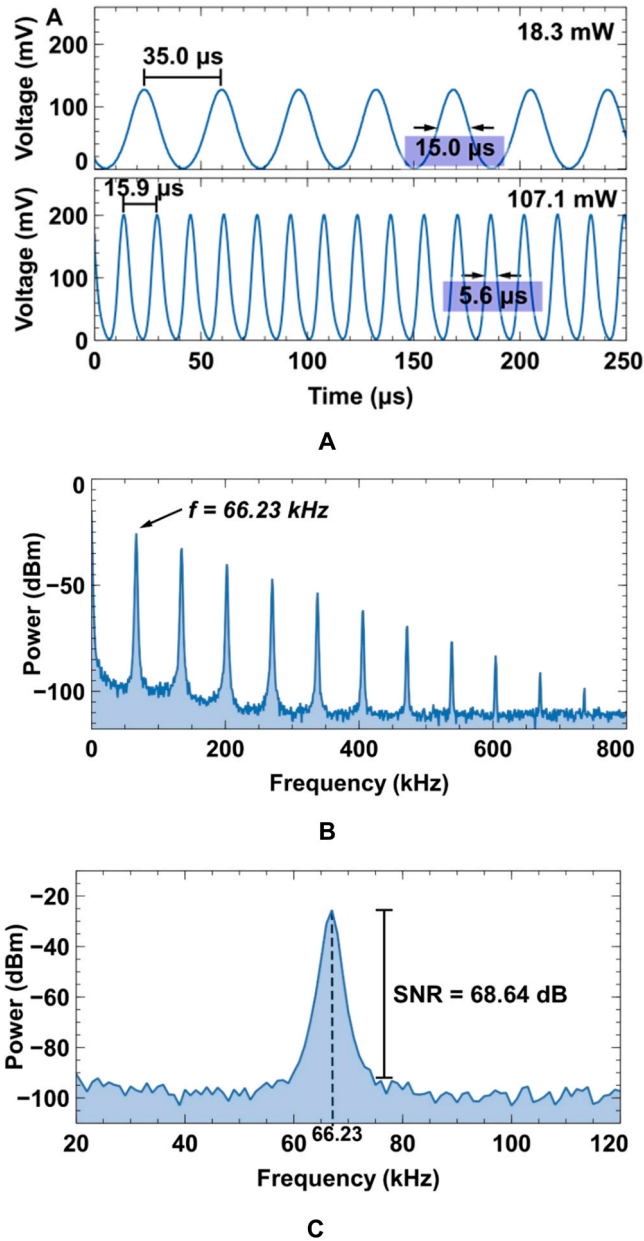 A
18.3 mW
35.0 µs
15.0 µs
Voltage (mV)
200
100
0
107.1 mW
15.9 µs
5.6 µs
Voltage (mV)
200
100
0
0 50 100 150 200 250
Time (µs)
A
0
f = 66.23 kHz
−50
−100
Power (dBm)
0 200 400 600 800
Frequency (kHz)
B
−20
−40
SNR = 68.64 dB
−60
−80
−100
Power (dBm)
66.23
20 40 60 80 100 120
Frequency (kHz)
C